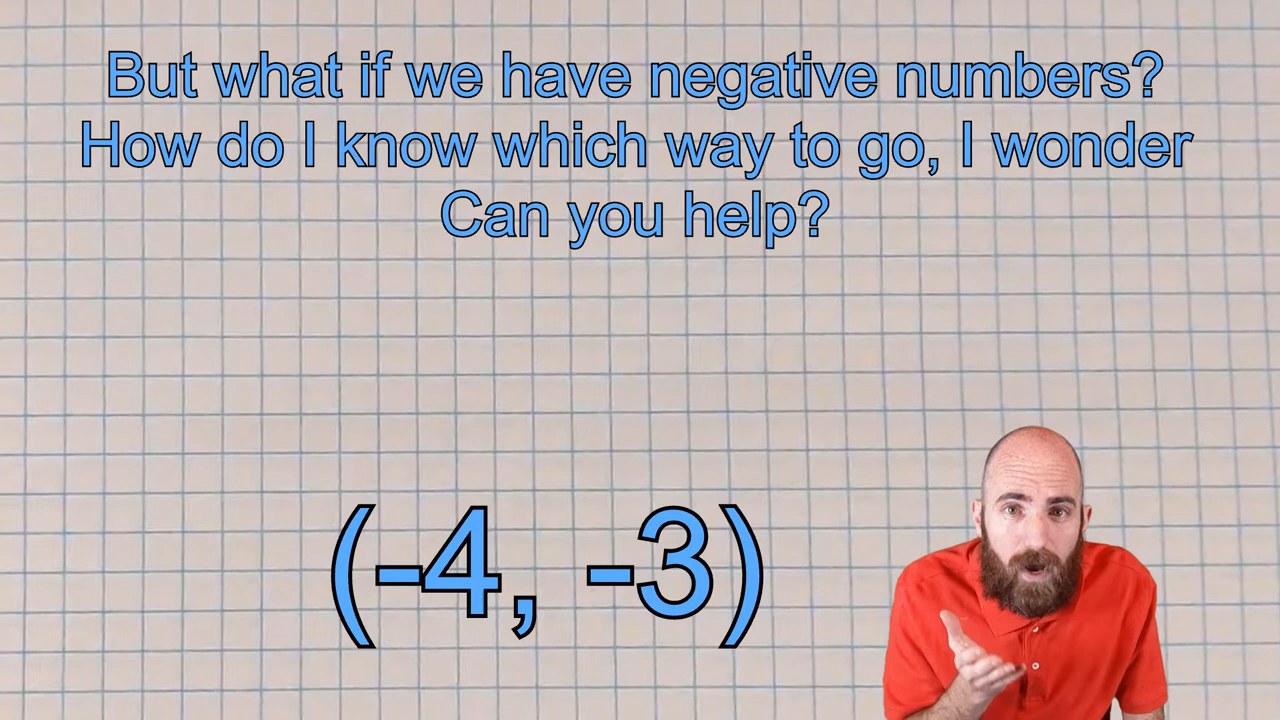 But what if we have negative numbers?
How do I know which way to go, I wonder
Can you help?
(-4, -3)